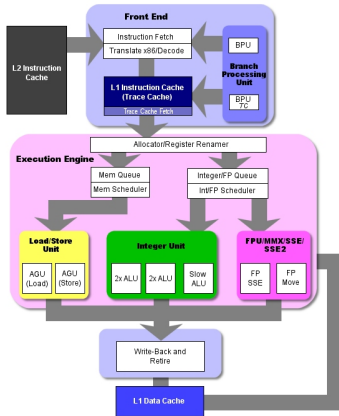 Front End
Instruction Fetch
Translate x86/Decode
BPU
L2 Instruction
Cache
L1 Instruction Cache
(Trace Cache)
Trace Cache Fetch
Branch
Processing
Unit
BPU
TC
Allocator/Register Renamer
Execution Engine
Mem Queue
Mem Scheduler
Integer/FP Queue
Int/FP Scheduler
Load/Store
Unit
AGU
(Load)
AGU
(Store)
Integer Unit
2x ALU
2x ALU
Slow
ALU
FPU/MMX/SSE/
SSE2
FP
SSE
FP
Move
Write-Back and
Retire
L1 Data Cache